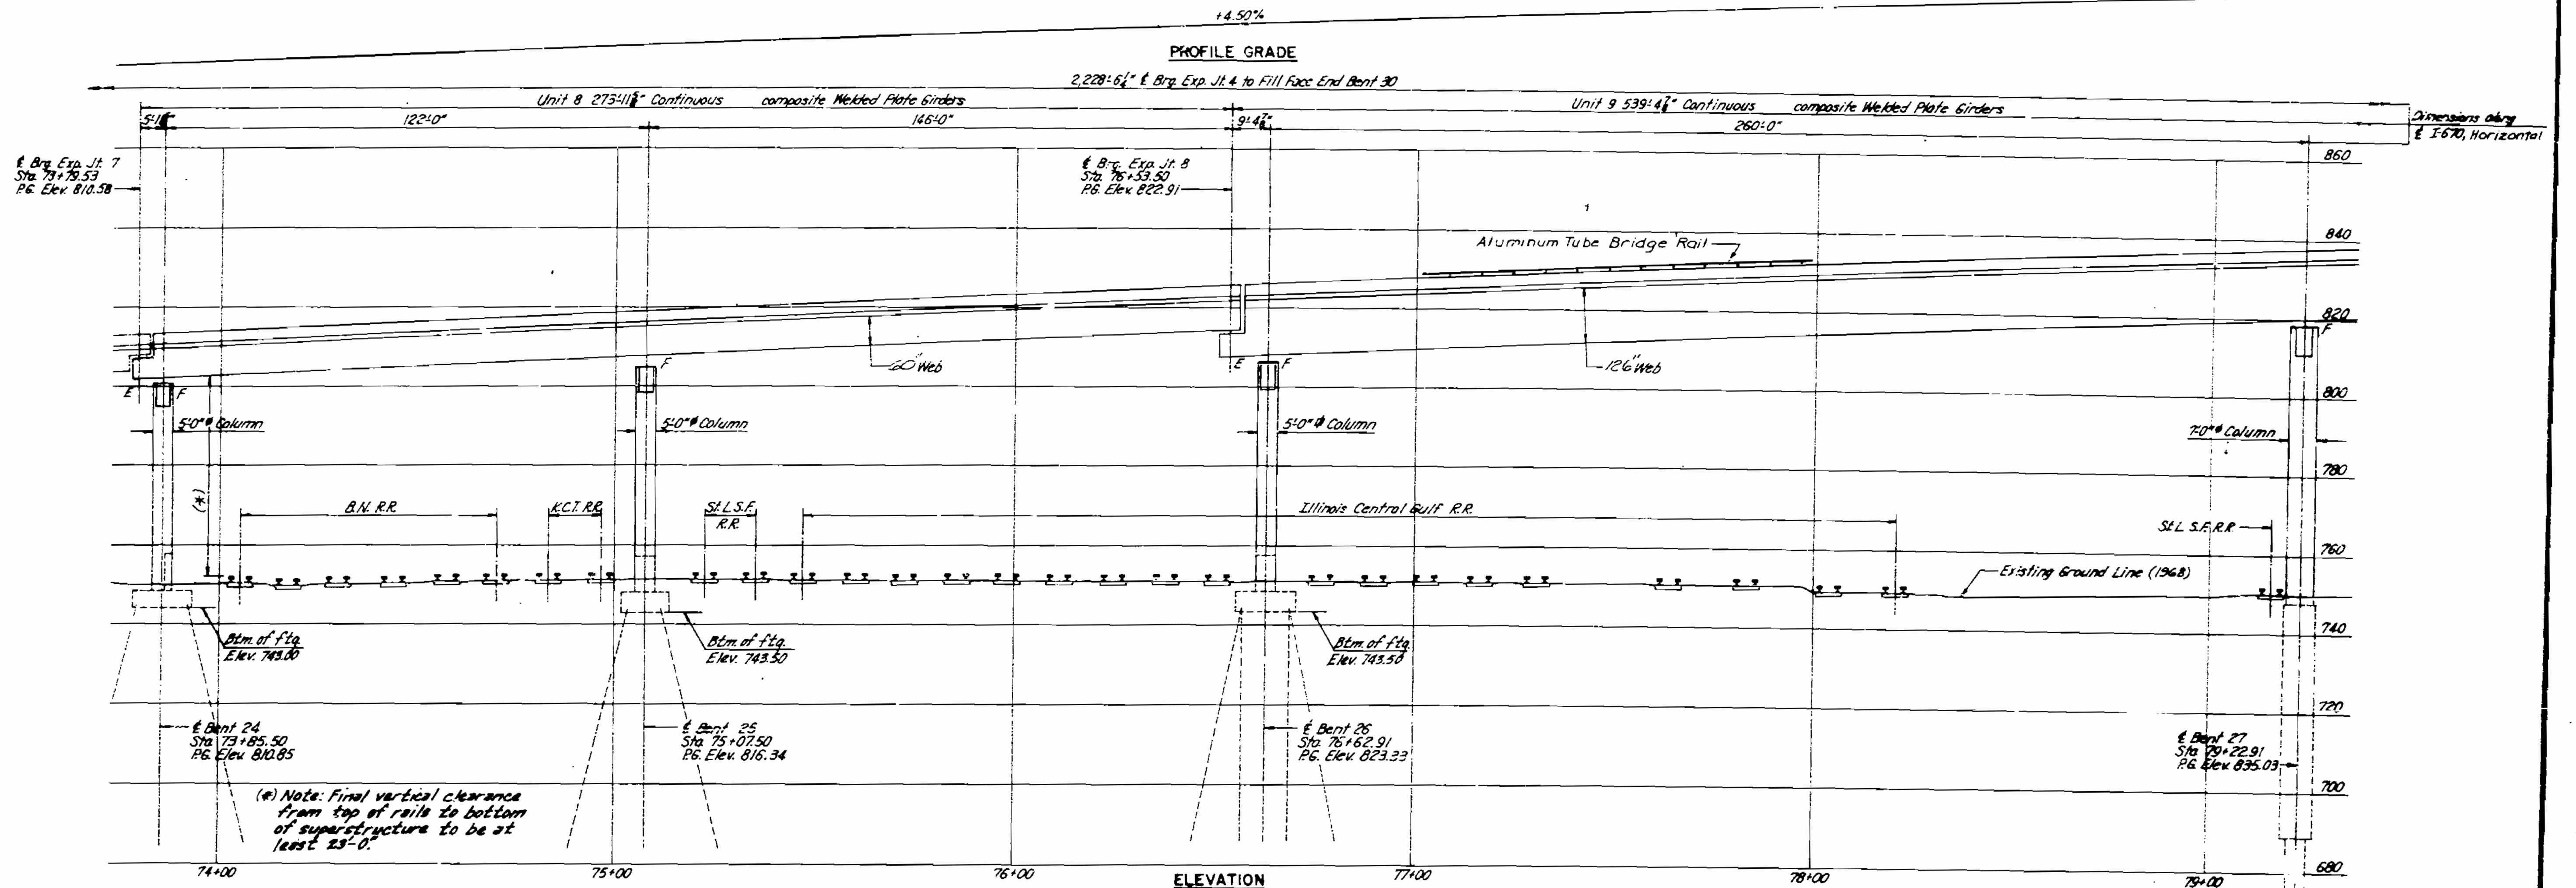 +4.50%
PROFILE GRADE
2,228'-6¼" ℄ Brg. Exp. Jt. 4 to Fill Face End Bent 30
Unit 8 273'-11⅝" Continuous composite Welded Plate Girders
Unit 9 539'-4⅞" Continuous composite Welded Plate Girders
122'-0"
146'-0"
9'-4⅞"
260'-0"
Dimensions along
℄ I-670, Horizontal
℄ Brg. Exp. Jt. 7
Sta. 73+79.53
P.G. Elev. 810.58
℄ Brg. Exp. Jt. 8
Sta. 76+53.50
P.G. Elev. 822.91
860
Aluminum Tube Bridge Rail
840
820
60" Web
126" Web
E
F
F
E
F
F
800
5'-0"ϕ Column
5'-0"ϕ Column
5'-0"ϕ Column
7'-0"ϕ Column
780
(*)
B.N. R.R.
K.C.T. R.R.
St. L. S.F.
R.R.
Illinois Central Gulf R.R.
St. L. S.F. R.R.
760
Existing Ground Line (1968)
740
Btm. of ftg.
Elev. 743.00
Btm. of ftg.
Elev. 743.50
Btm. of ftg.
Elev. 743.50
720
℄ Bent 24
Sta. 73+85.50
P.G. Elev. 810.85
℄ Bent 25
Sta. 75+07.50
P.G. Elev. 816.34
℄ Bent 26
Sta. 76+62.91
P.G. Elev. 823.33
℄ Bent 27
Sta. 79+22.91
P.G. Elev. 835.03
700
(*) Note: Final vertical clearance
from top of rails to bottom
of superstructure to be at
least 23'-0."
680
74+00
75+00
76+00
77+00
78+00
79+00
ELEVATION